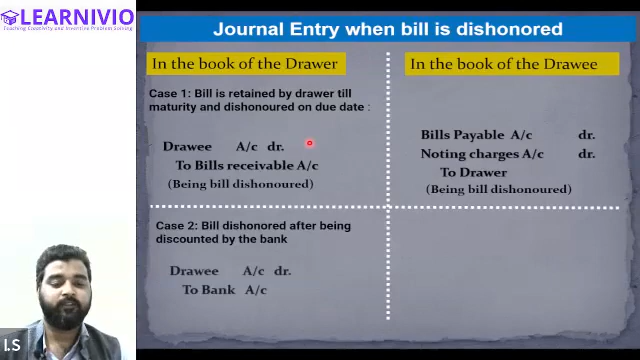 LEARNIVIO
Teaching Creativity and Inventive Problem Solving
Journal Entry when bill is dishonored
In the book of the Drawer
Case 1: Bill is retained by drawer till
maturity and dishonoured on due date :
Drawee A/c dr.
To Bills receivable A/c
(Being bill dishonoured)
Case 2: Bill dishonored after being
discounted by the bank
Drawee A/c dr.
To Bank A/c
In the book of the Drawee
Bills Payable A/c dr.
Noting charges A/c dr.
To Drawer
(Being bill dishonoured)
I.S